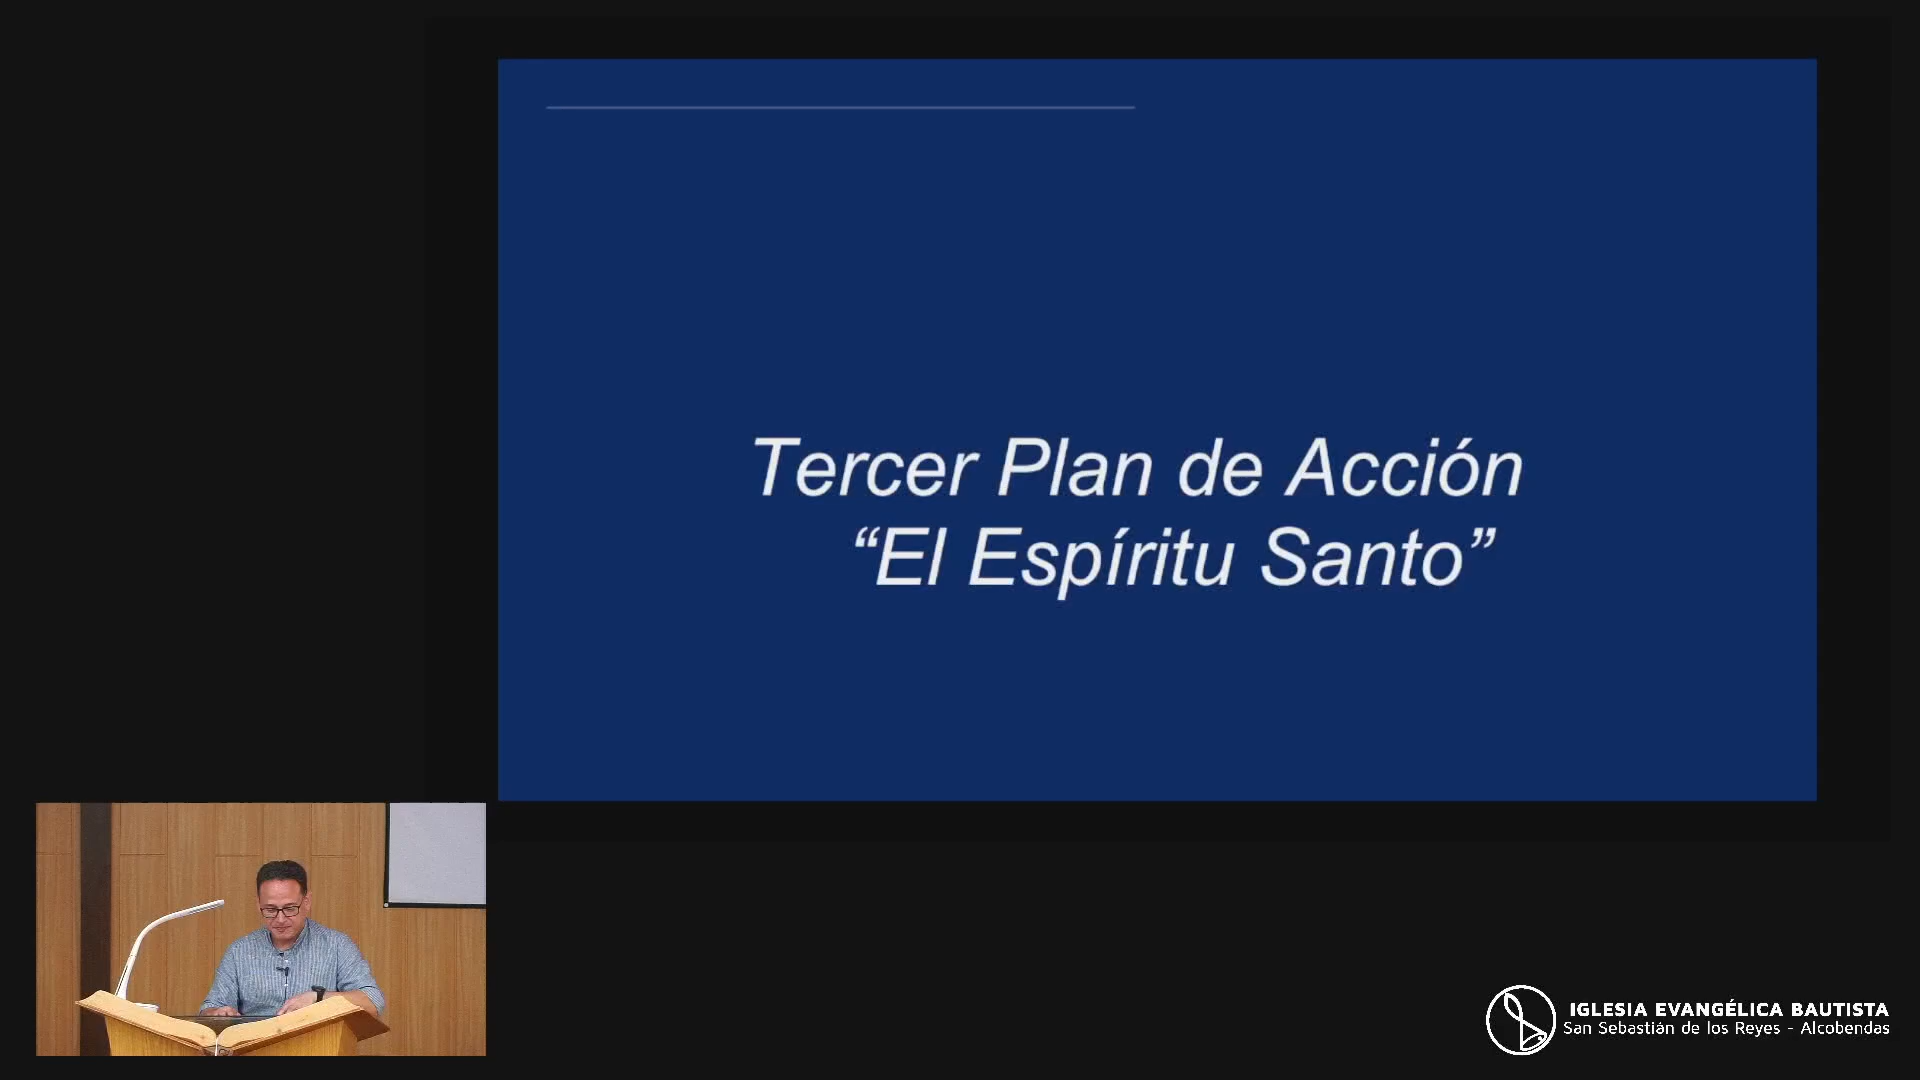 Tercer Plan de Acción
“El Espíritu Santo”
IGLESIA EVANGÉLICA BAUTISTA
San Sebastián de los Reyes - Alcobendas